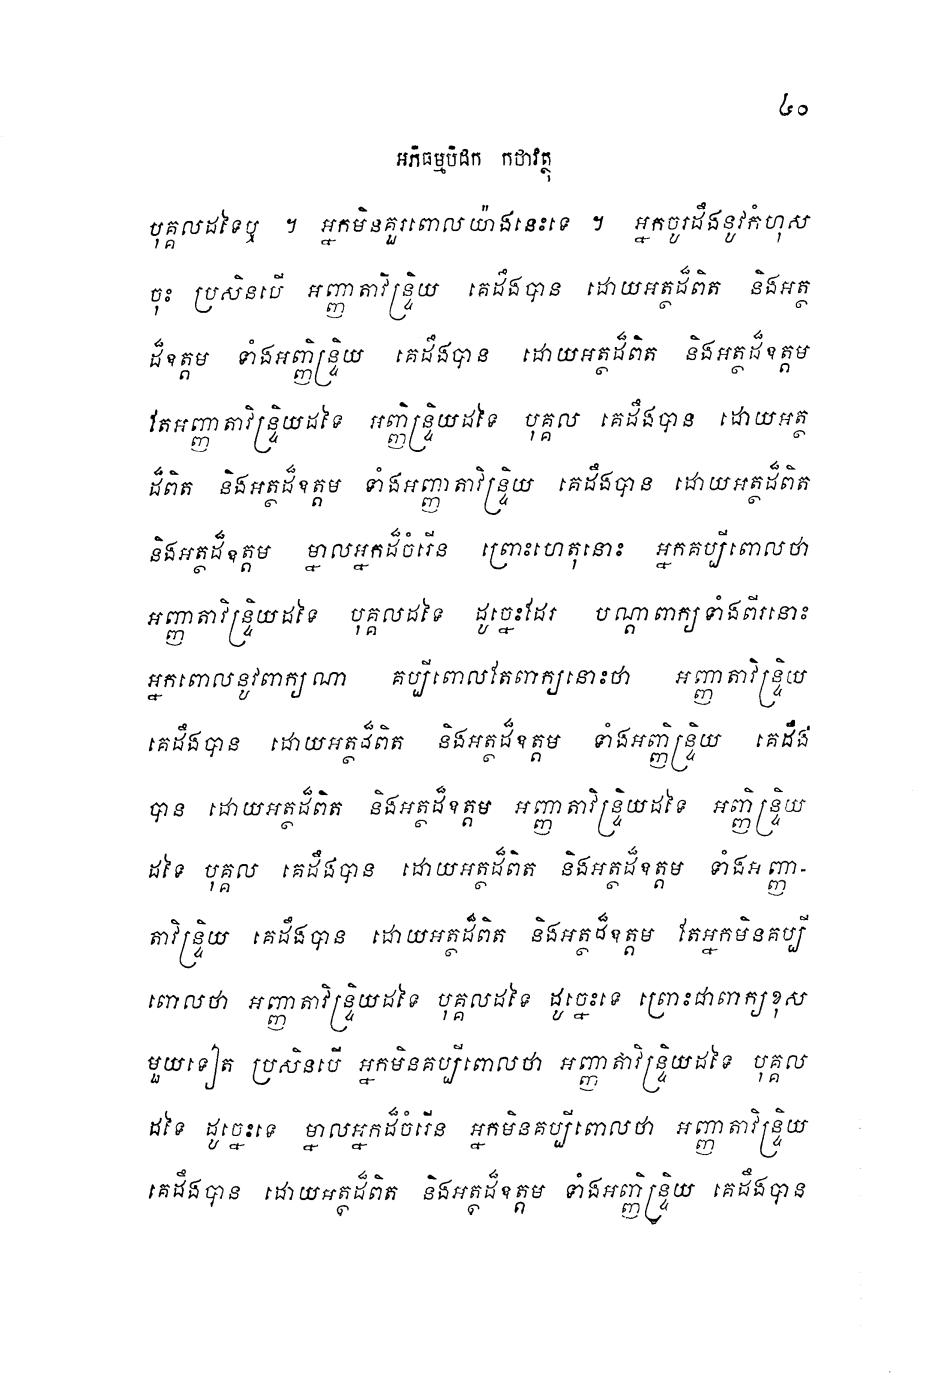 ៤០
អភិធម្មបិដក កថាវត្ថុ
បុគ្គលដទៃឬ ។ អ្នកមិនគួរពោលយ៉ាងនេះទេ ។ អ្នកចូរដឹងនូវកំហុស
ចុះ ប្រសិនបើ អញ្ញាតាវិន្ទ្រិយ គេដឹងបាន ដោយអត្ថដ៏ពិត និងអត្ថ
ដ៏ឧត្តម ទាំងអញ្ញិន្ទ្រិយ គេដឹងបាន ដោយអត្ថដ៏ពិត និងអត្ថដ៏ឧត្តម
តែអញ្ញាតាវិន្ទ្រិយដទៃ អញ្ញិន្ទ្រិយដទៃ បុគ្គល គេដឹងបាន ដោយអត្ថ
ដ៏ពិត និងអត្ថដ៏ឧត្តម ទាំងអញ្ញាតាវិន្ទ្រិយ គេដឹងបាន ដោយអត្ថដ៏ពិត
និងអត្ថដ៏ឧត្តម ម្នាលអ្នកដ៏ចំរើន ព្រោះហេតុនោះ អ្នកគប្បីពោលថា
អញ្ញាតាវិន្ទ្រិយដទៃ បុគ្គលដទៃ ដូច្នេះដែរ បណ្តាពាក្យទាំងពីរនោះ
អ្នកពោលនូវពាក្យណា គប្បីពោលតែពាក្យនោះថា អញ្ញាតាវិន្ទ្រិយ
គេដឹងបាន ដោយអត្ថដ៏ពិត និងអត្ថដ៏ឧត្តម ទាំងអញ្ញិន្ទ្រិយ គេដឹង
បាន ដោយអត្ថដ៏ពិត និងអត្ថដ៏ឧត្តម អញ្ញាតាវិន្ទ្រិយដទៃ អញ្ញិន្ទ្រិយ
ដទៃ បុគ្គល គេដឹងបាន ដោយអត្ថដ៏ពិត និងអត្ថដ៏ឧត្តម ទាំងអញ្ញា-
តាវិន្ទ្រិយ គេដឹងបាន ដោយអត្ថដ៏ពិត និងអត្ថដ៏ឧត្តម តែអ្នកមិនគប្បី
ពោលថា អញ្ញាតាវិន្ទ្រិយដទៃ បុគ្គលដទៃ ដូច្នេះទេ ព្រោះជាពាក្យខុស
មួយទៀត ប្រសិនបើ អ្នកមិនគប្បីពោលថា អញ្ញាតាវិន្ទ្រិយដទៃ បុគ្គល
ដទៃ ដូច្នេះទេ ម្នាលអ្នកដ៏ចំរើន អ្នកមិនគប្បីពោលថា អញ្ញាតាវិន្ទ្រិយ
គេដឹងបាន ដោយអត្ថដ៏ពិត និងអត្ថដ៏ឧត្តម ទាំងអញ្ញិន្ទ្រិយ គេដឹងបាន